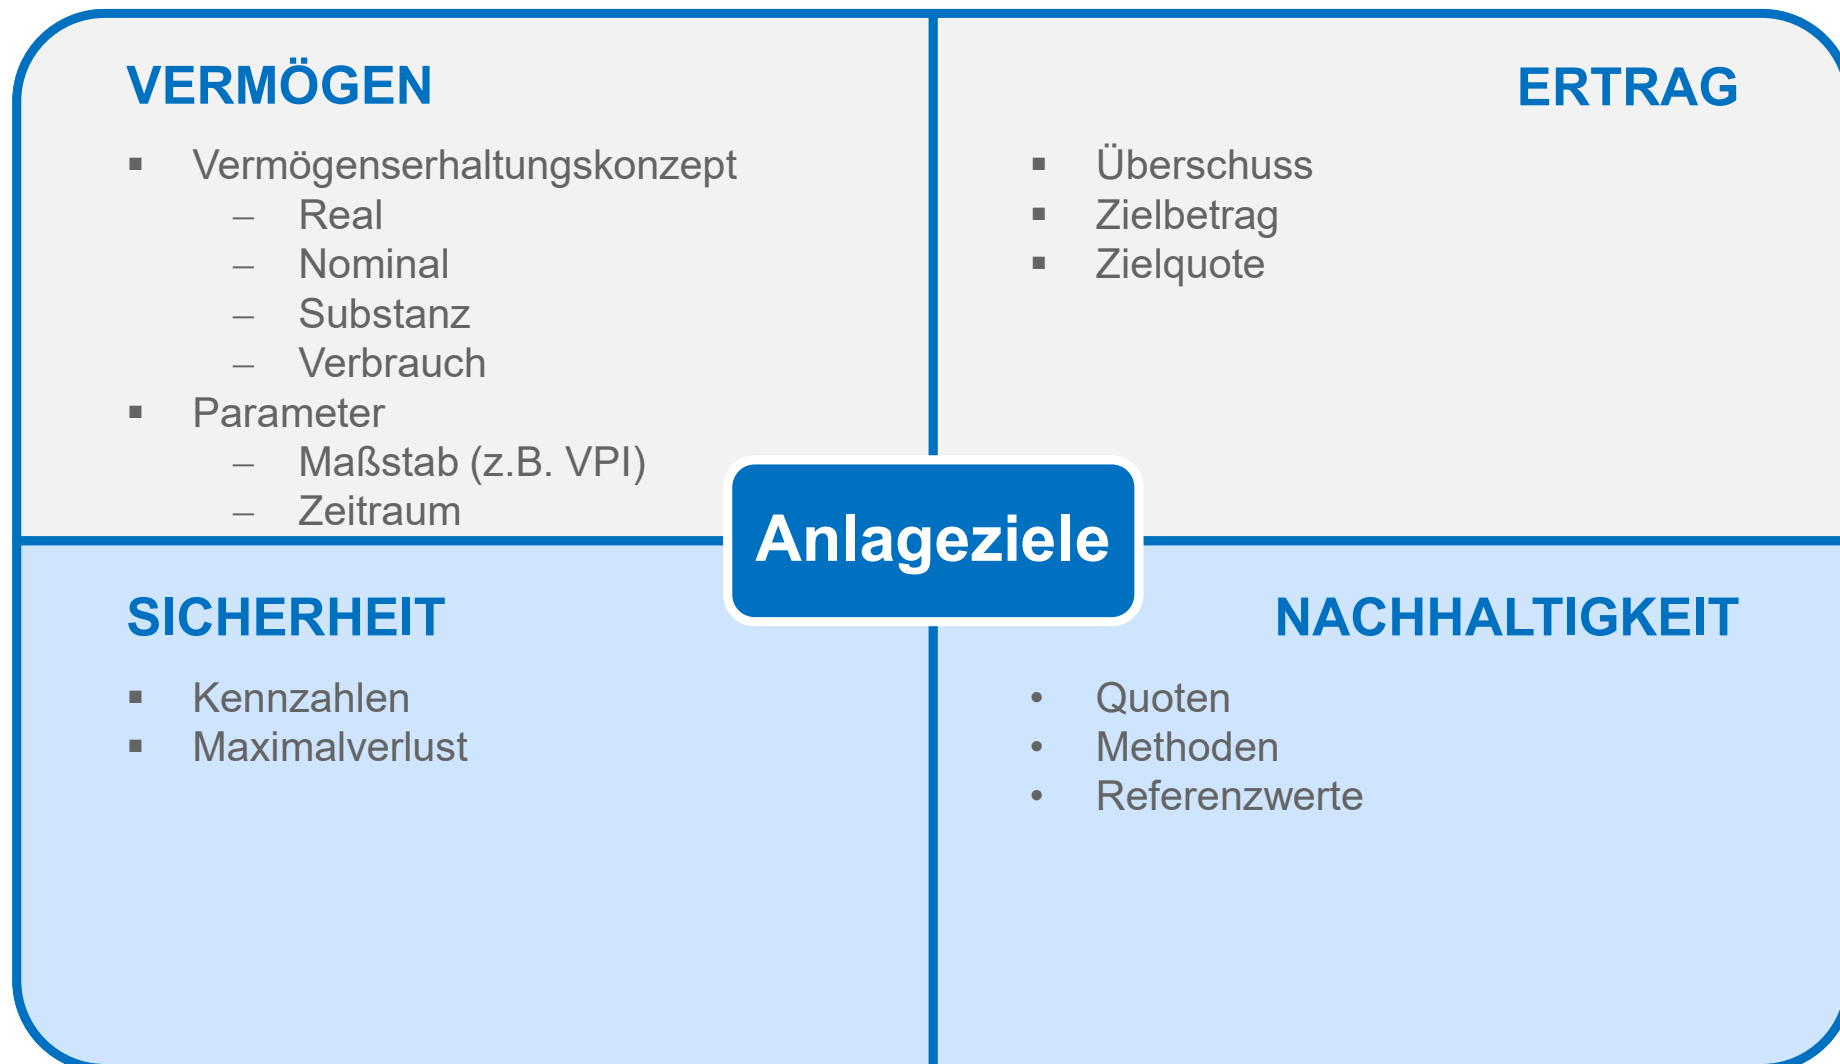 VERMÖGEN
▪ Vermögenserhaltungskonzept
– Real
– Nominal
– Substanz
– Verbrauch
▪ Parameter
– Maßstab (z.B. VPI)
– Zeitraum
ERTRAG
▪ Überschuss
▪ Zielbetrag
▪ Zielquote
Anlageziele
SICHERHEIT
▪ Kennzahlen
▪ Maximalverlust
NACHHALTIGKEIT
• Quoten
• Methoden
• Referenzwerte